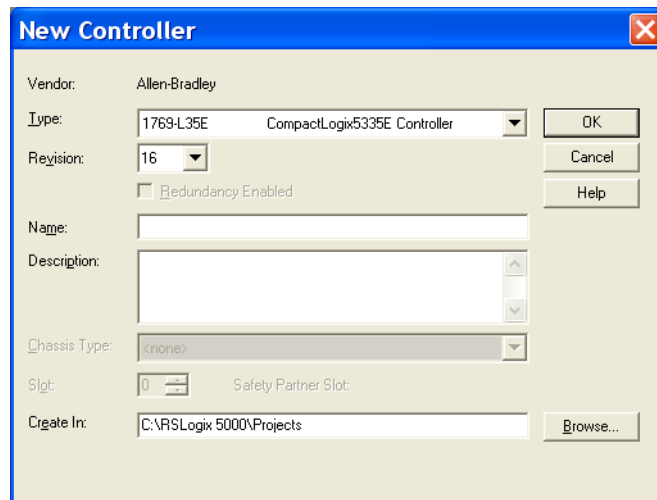 New Controller
Vendor: Allen-Bradley
Type: 1769-L35E CompactLogix5335E Controller OK
Revision: 16 Cancel
Redundancy Enabled Help
Name:
Description:
Chassis Type: <none>
Slot: 0 Safety Partner Slot:
Create In: C:\RSLogix 5000\Projects Browse...